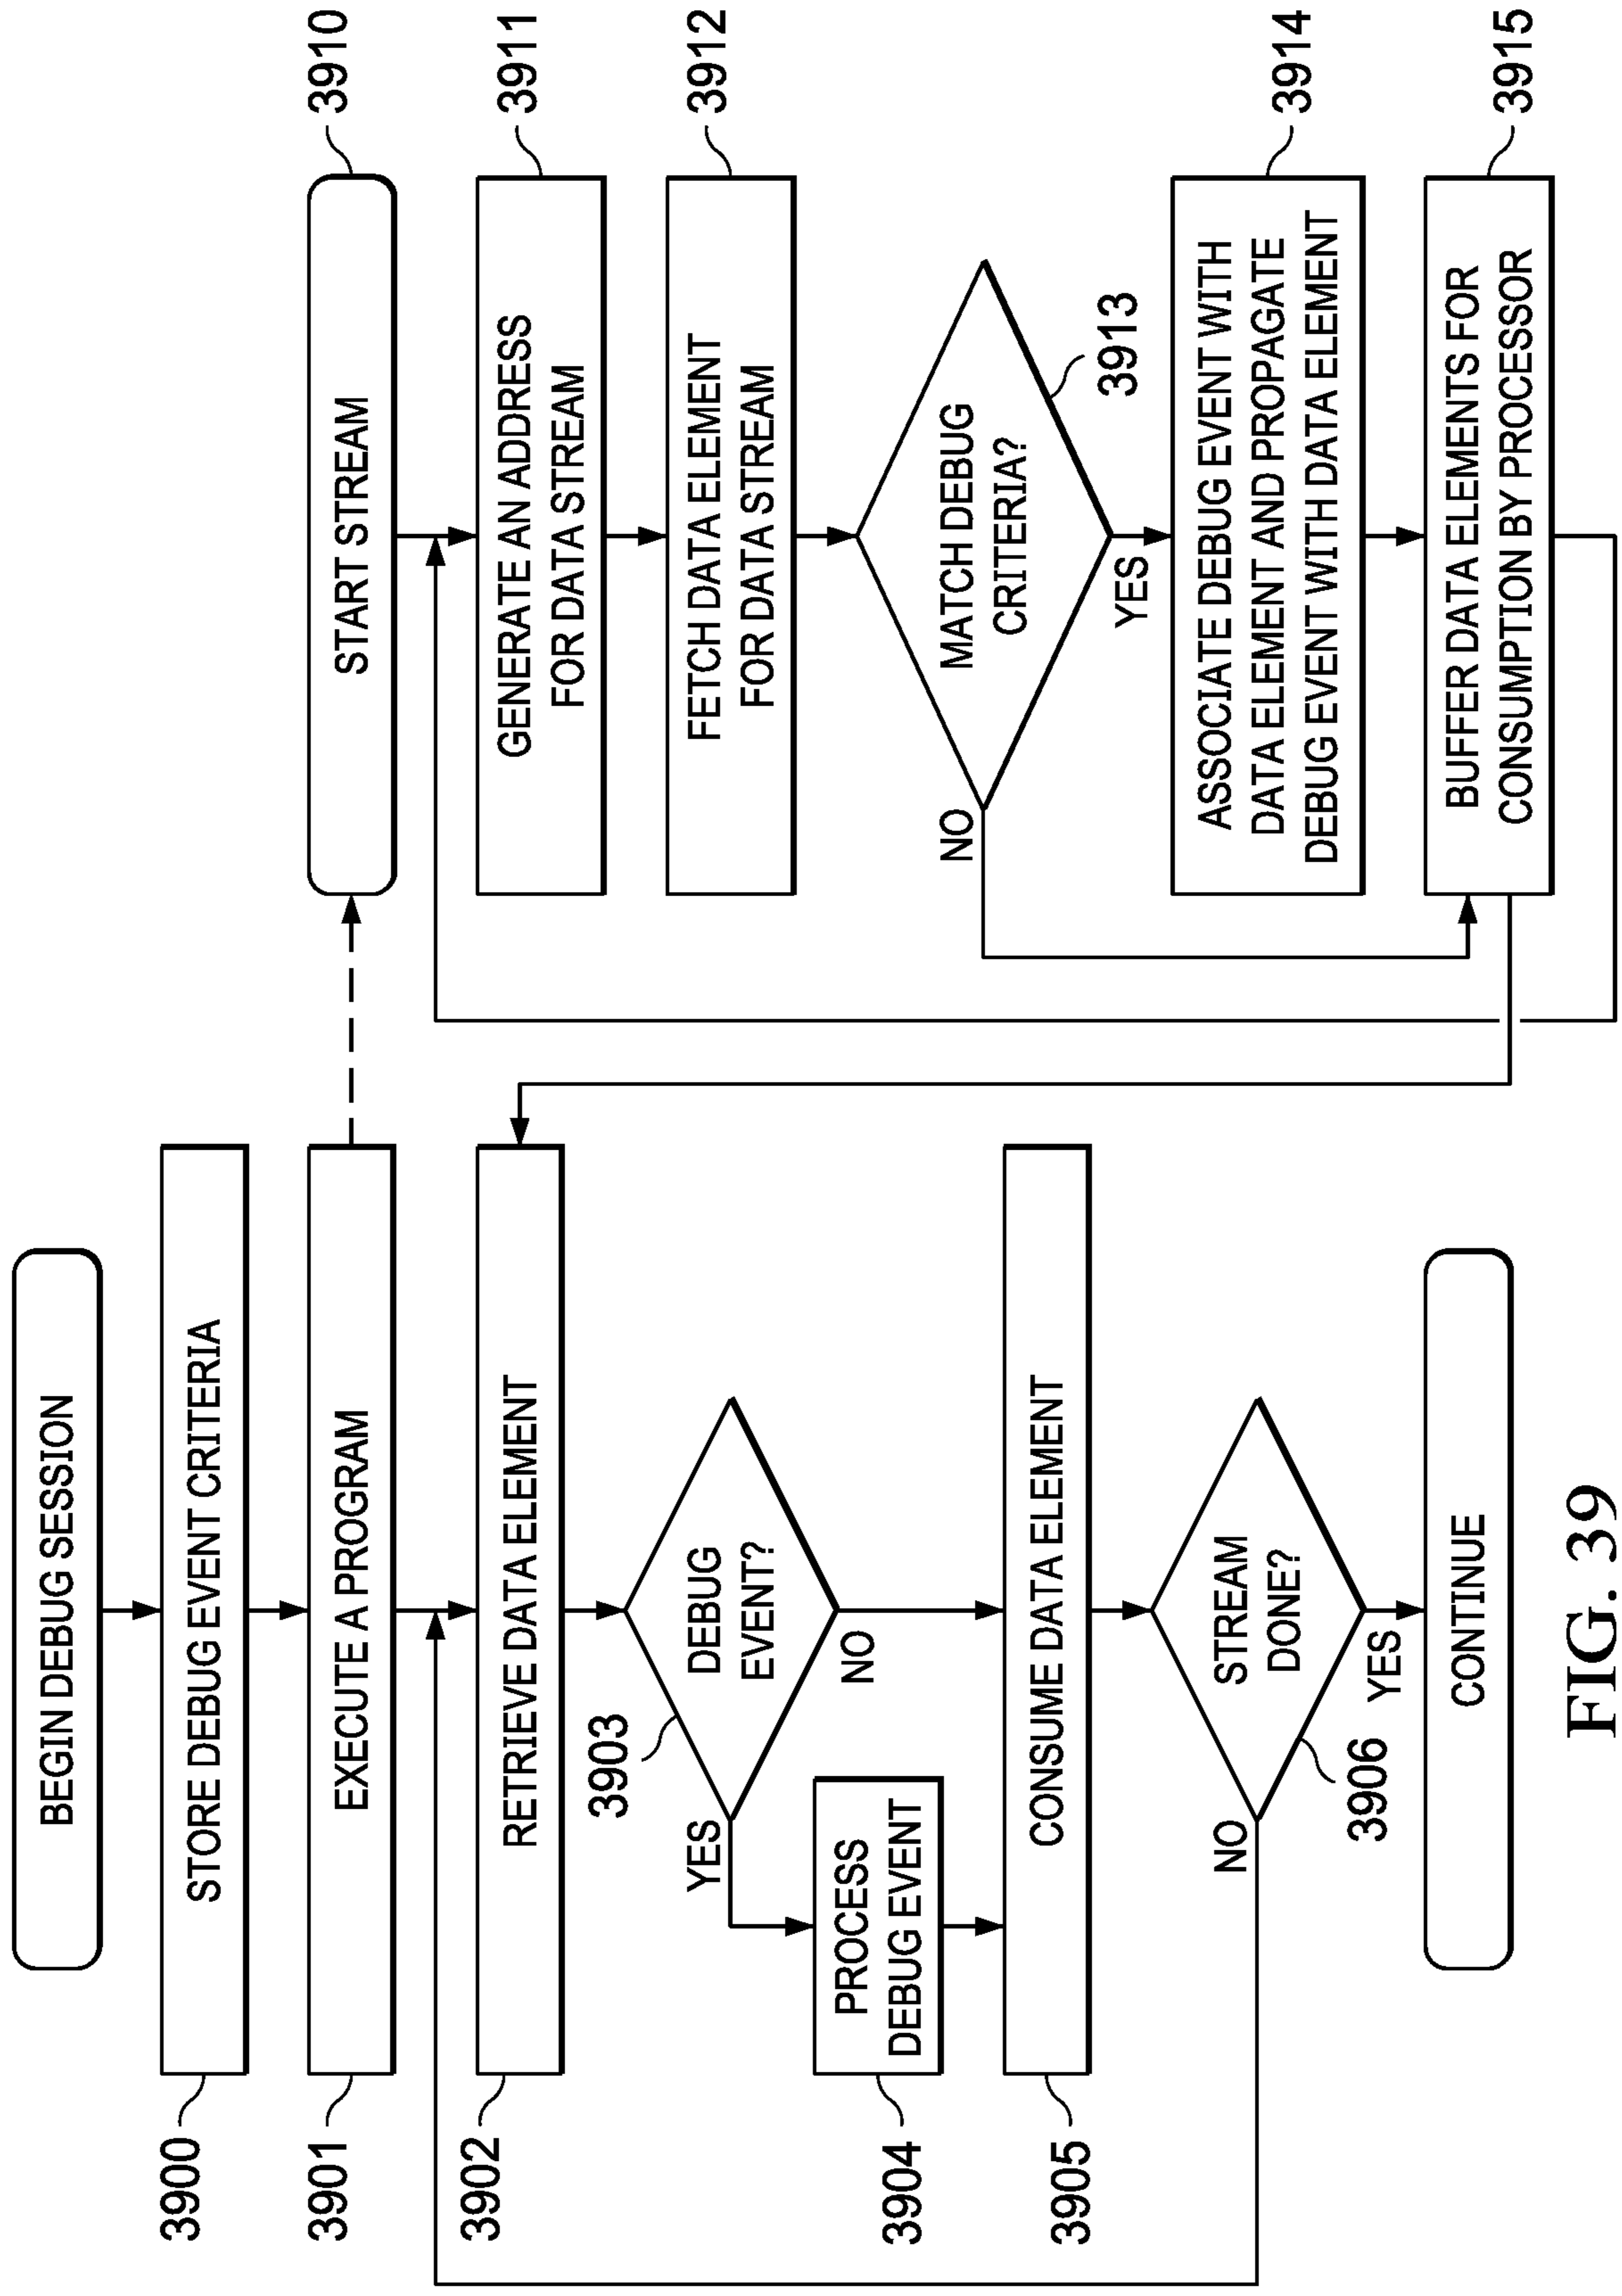 BEGIN DEBUG SESSION
3900
STORE DEBUG EVENT CRITERIA
3901
EXECUTE A PROGRAM
3902
RETRIEVE DATA ELEMENT
3903
DEBUG
EVENT?
YES
NO
PROCESS
DEBUG EVENT
3904
CONSUME DATA ELEMENT
3905
STREAM
DONE?
NO
3906
YES
CONTINUE
START STREAM
3910
GENERATE AN ADDRESS
FOR DATA STREAM
3911
FETCH DATA ELEMENT
FOR DATA STREAM
3912
MATCH DEBUG
CRITERIA?
NO
3913
YES
ASSOCIATE DEBUG EVENT WITH
DATA ELEMENT AND PROPAGATE
DEBUG EVENT WITH DATA ELEMENT
3914
BUFFER DATA ELEMENTS FOR
CONSUMPTION BY PROCESSOR
3915
FIG. 39